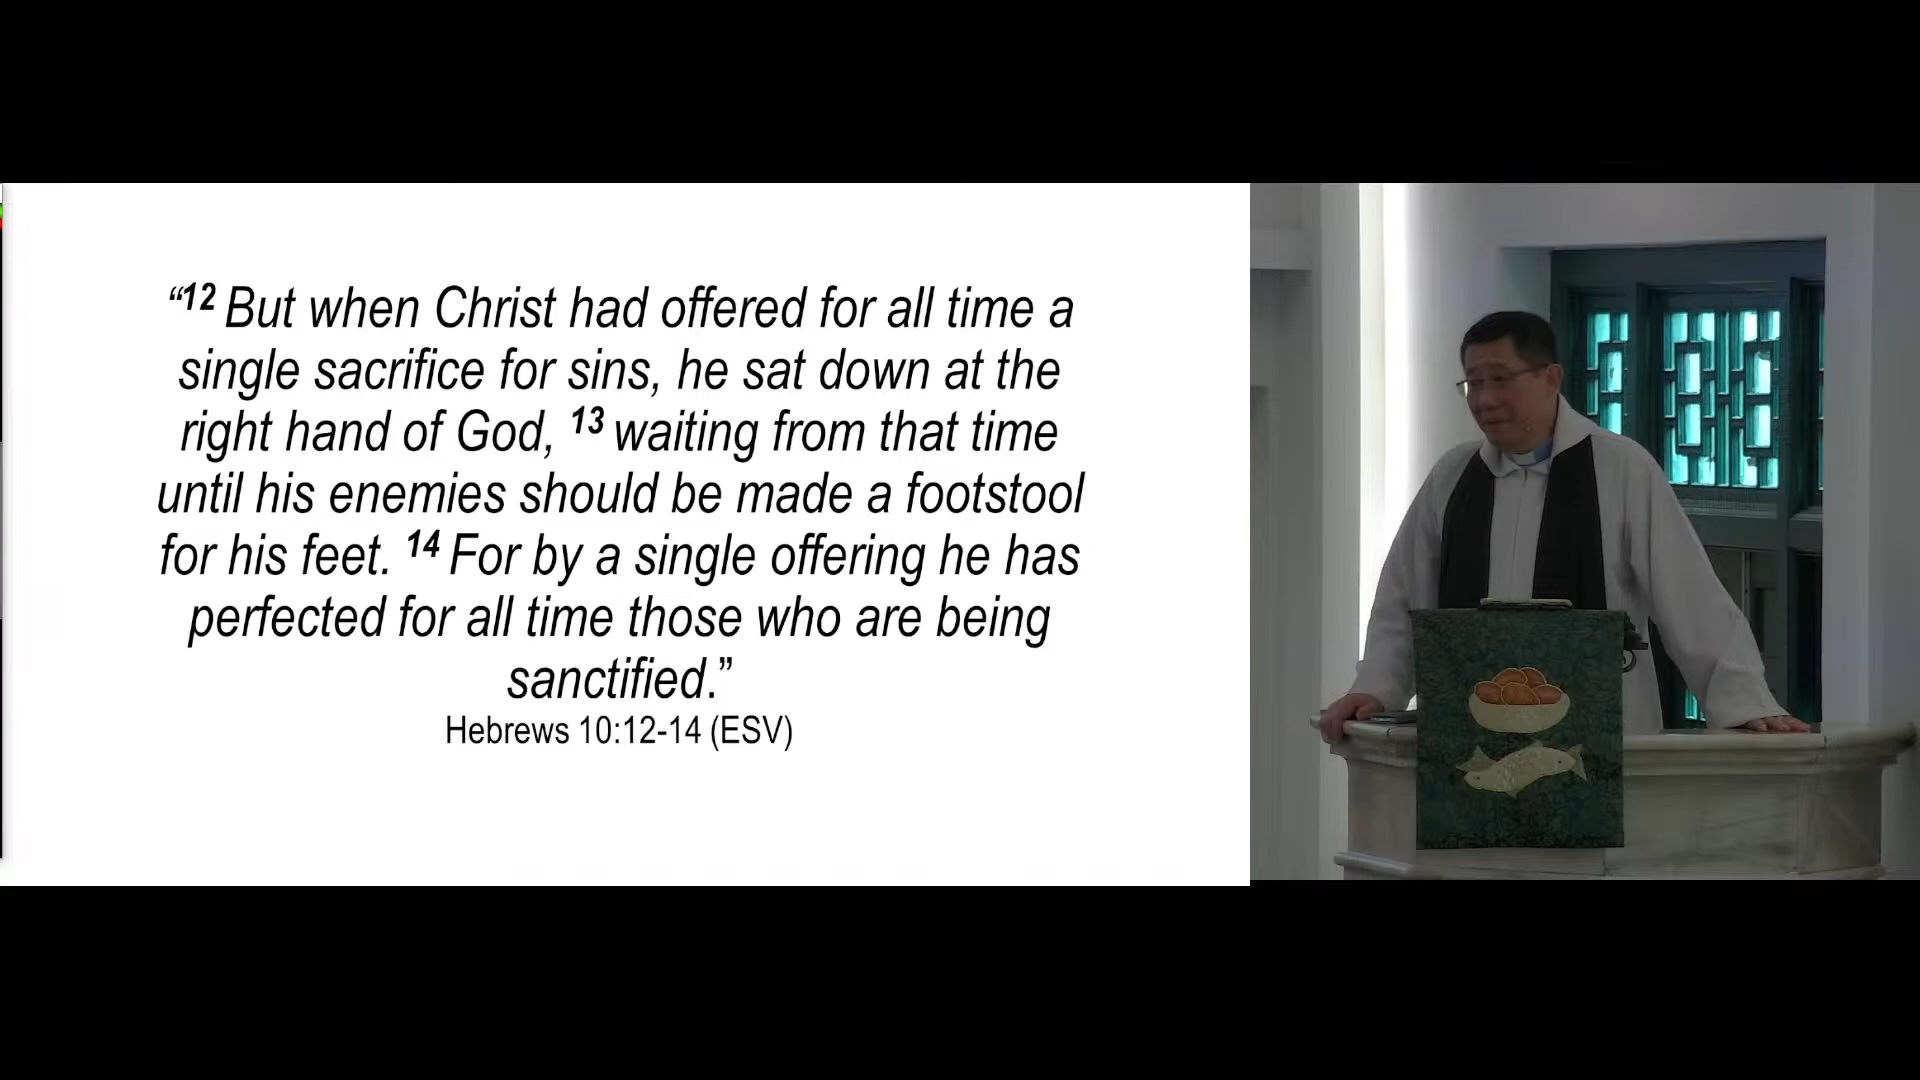 “12 But when Christ had offered for all time a
single sacrifice for sins, he sat down at the
right hand of God, 13 waiting from that time
until his enemies should be made a footstool
for his feet. 14 For by a single offering he has
perfected for all time those who are being
sanctified.”
Hebrews 10:12-14 (ESV)